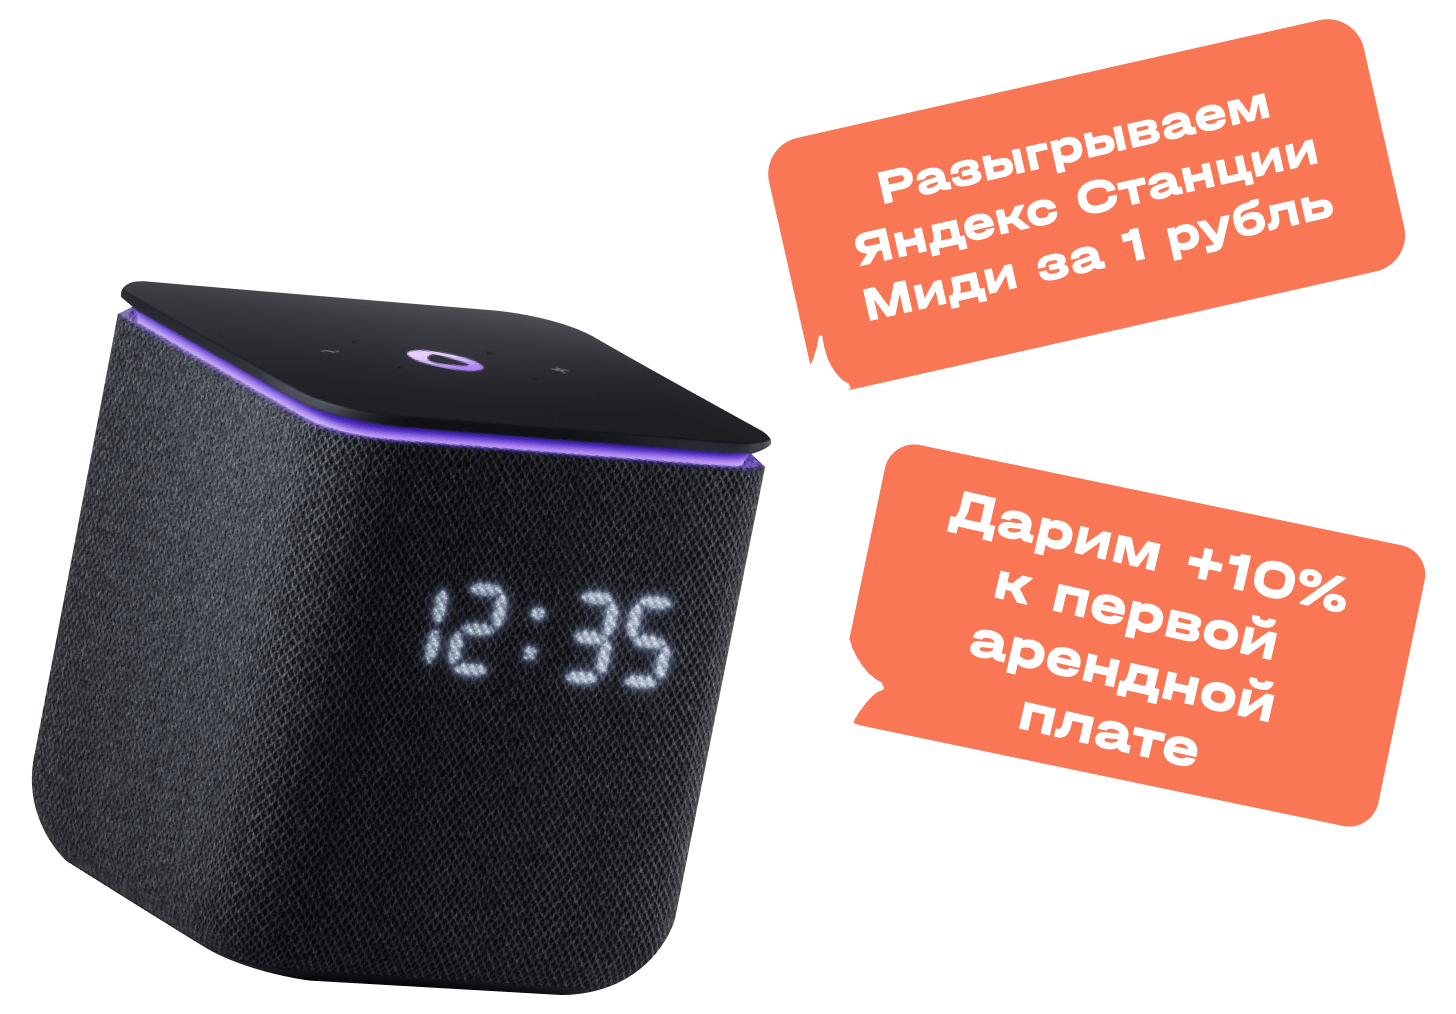 Разыгрываем
Яндекс Станции
Миди за 1 рубль
12:35
Дарим +10%
к первой
арендной
плате